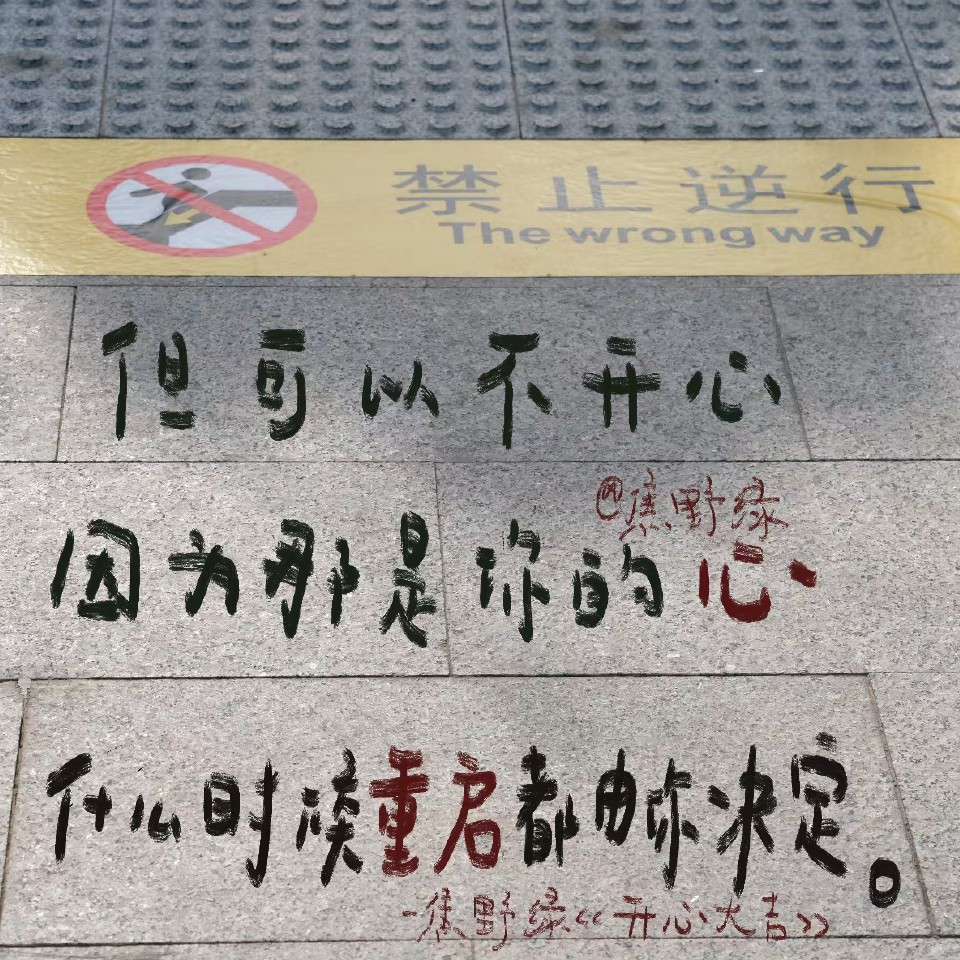 禁止逆行
The wrong way
但可以不开心
@焦野绿
因为那是你的心
什么时候重启都由你决定。
-焦野绿《开心大吉》